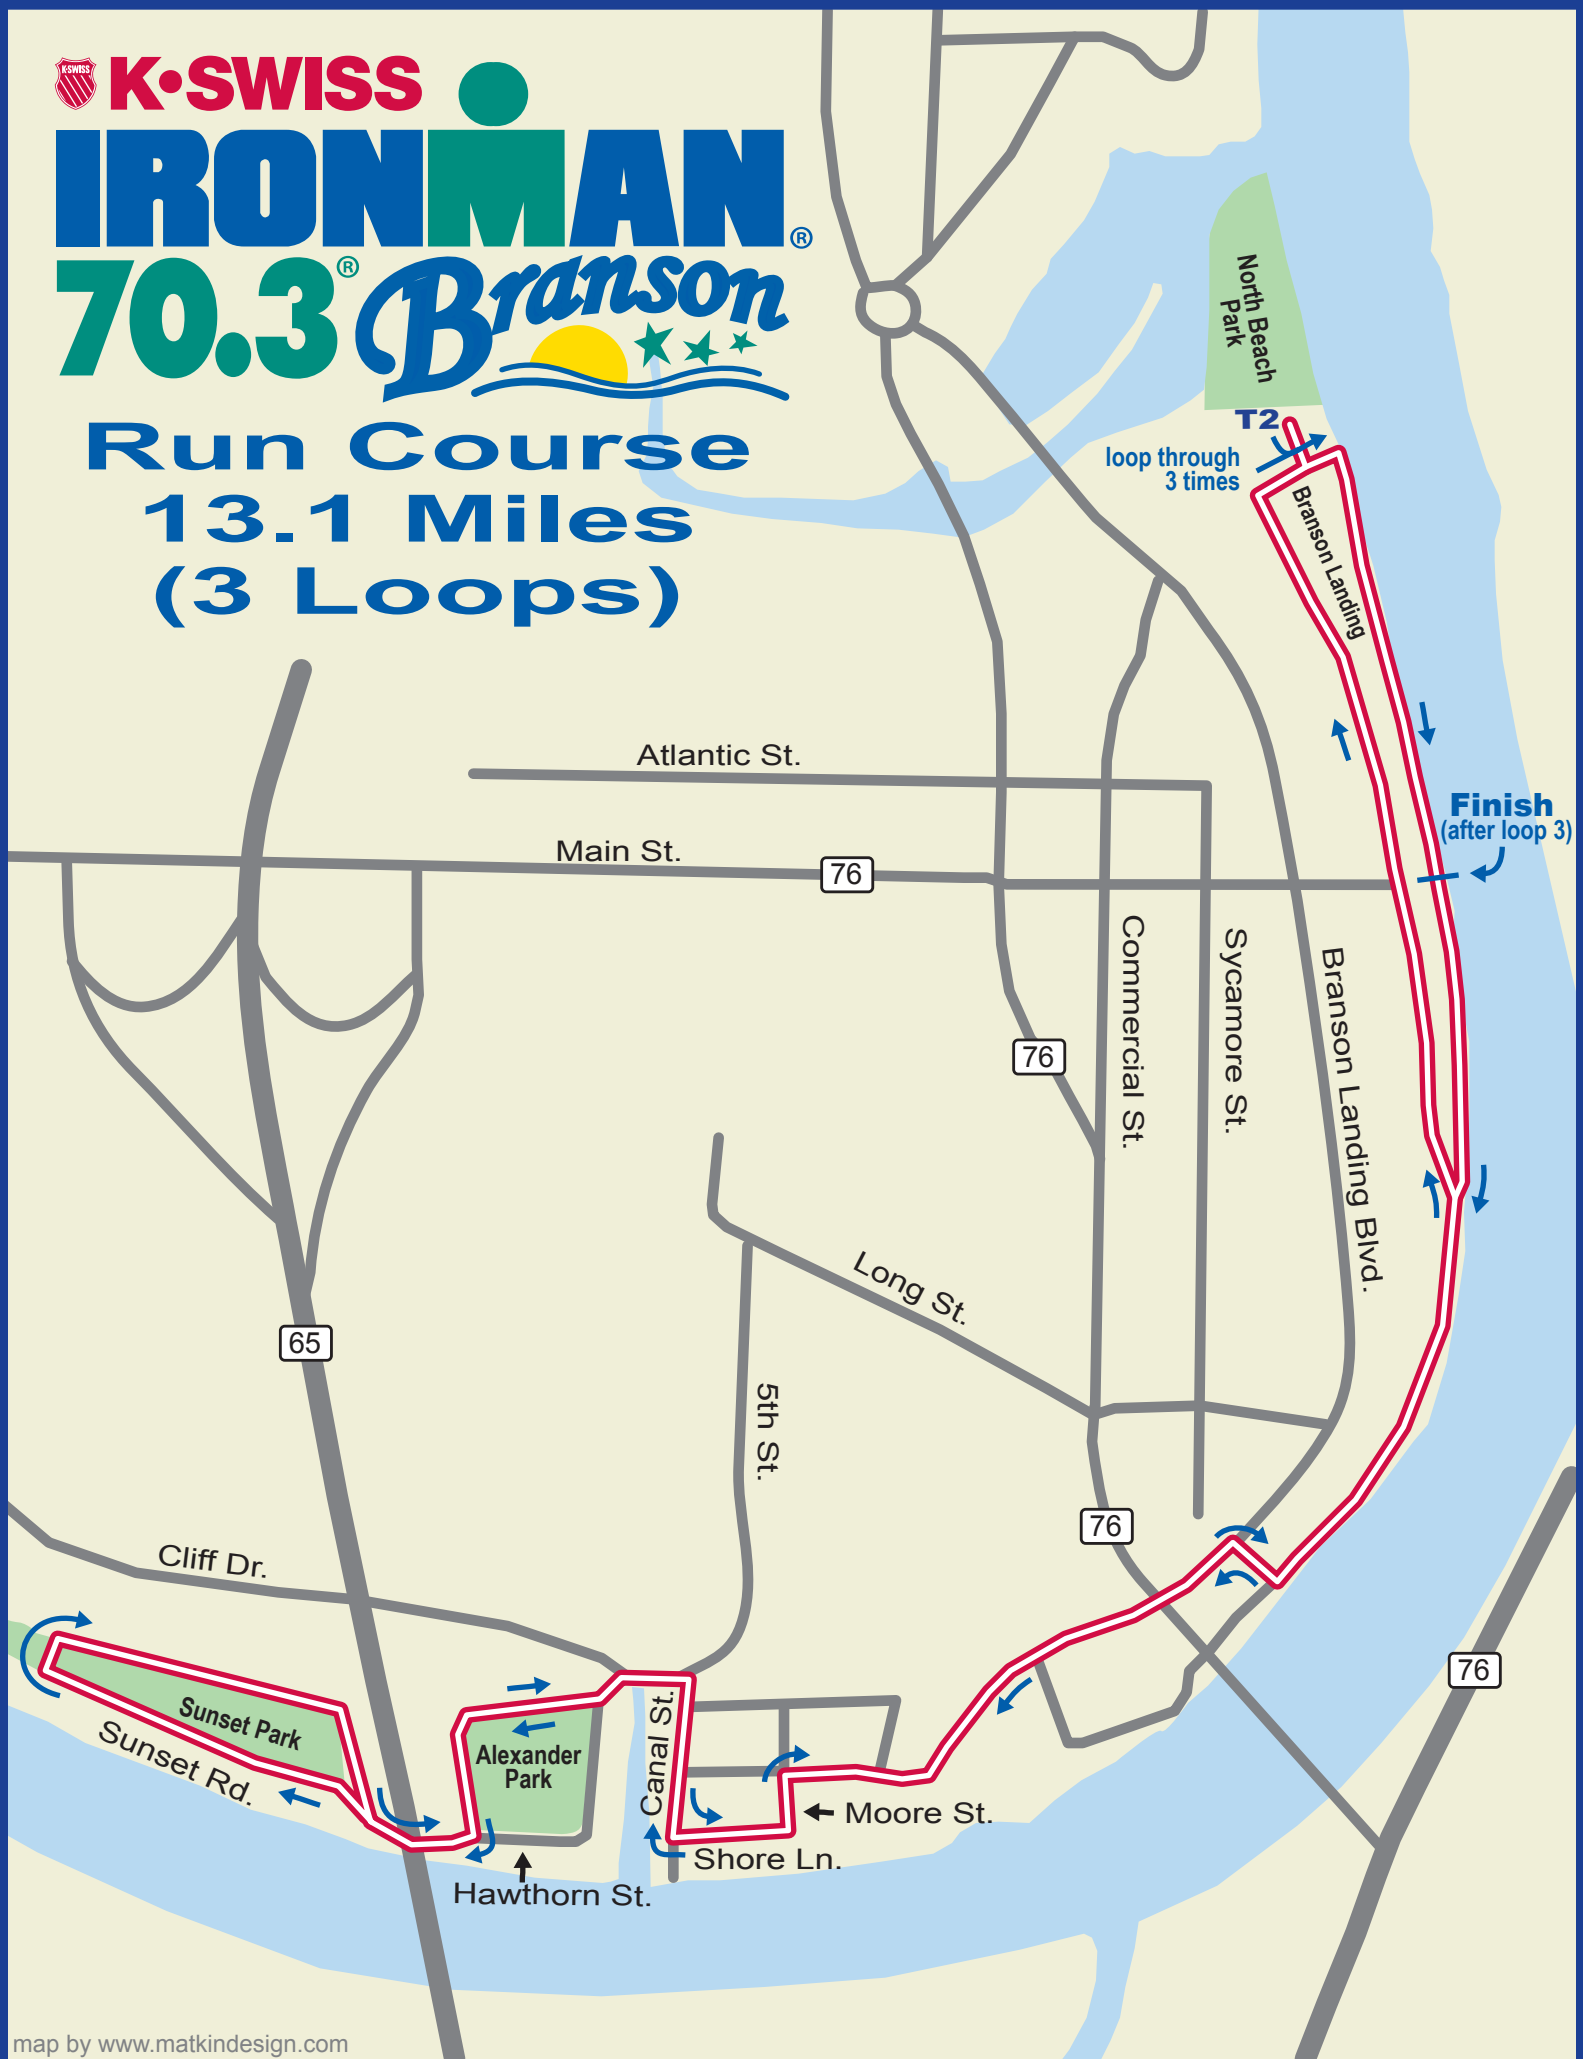 K-SWISS
K•SWISS
IRONMAN®
70.3® Branson
Run Course
13.1 Miles
(3 Loops)
North Beach
Park
T2
loop through
3 times
Branson Landing
Atlantic St.
Finish
(after loop 3)
Main St.
76
Commercial St.
Sycamore St.
Branson Landing Blvd.
76
Long St.
65
5th St.
76
Cliff Dr.
76
Sunset Park
Sunset Rd.
Alexander
Park
Canal St.
Moore St.
Shore Ln.
Hawthorn St.
map by www.matkindesign.com